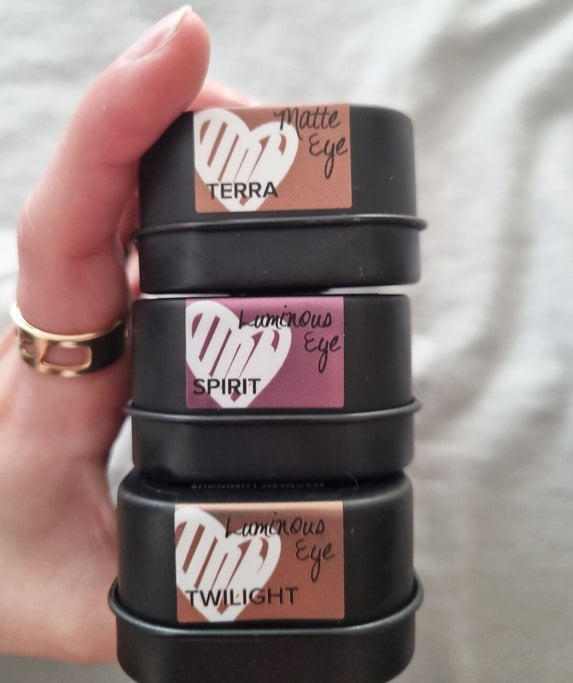 Matte
Eye
TERRA
Luminous
Eye
SPIRIT
Luminous
Eye
TWILIGHT